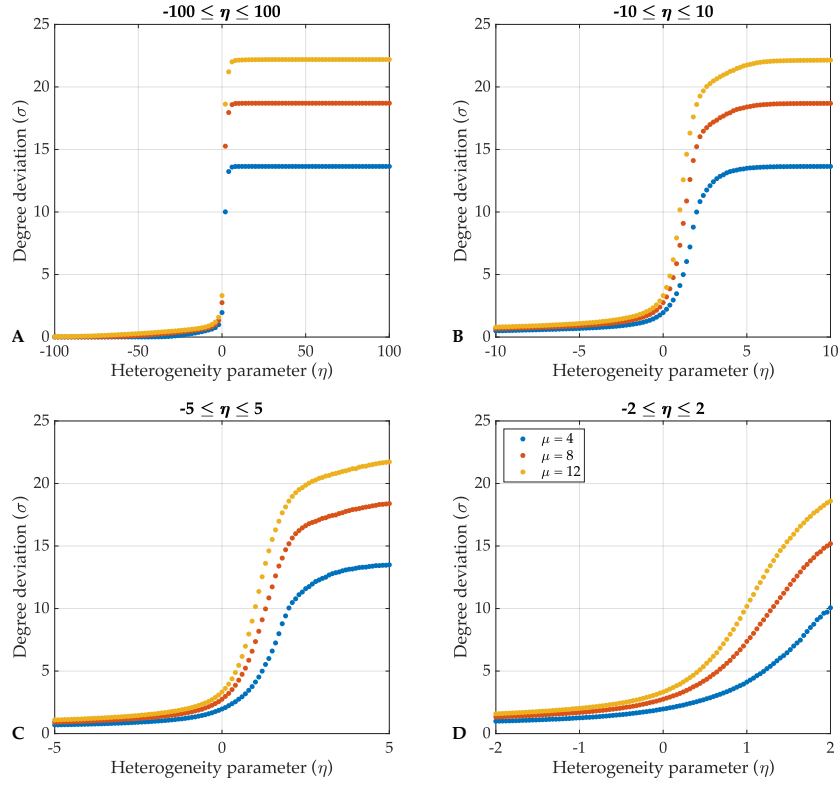 -100 ≤ η ≤ 100
25
20
15
10
5
0
Degree deviation (σ)
-100 -50 0 50 100
Heterogeneity parameter (η)
A
-10 ≤ η ≤ 10
25
20
15
10
5
0
Degree deviation (σ)
-10 -5 0 5 10
Heterogeneity parameter (η)
B
-5 ≤ η ≤ 5
25
20
15
10
5
0
Degree deviation (σ)
-5 0 5
Heterogeneity parameter (η)
C
-2 ≤ η ≤ 2
μ = 4
μ = 8
μ = 12
25
20
15
10
5
0
Degree deviation (σ)
-2 -1 0 1 2
Heterogeneity parameter (η)
D